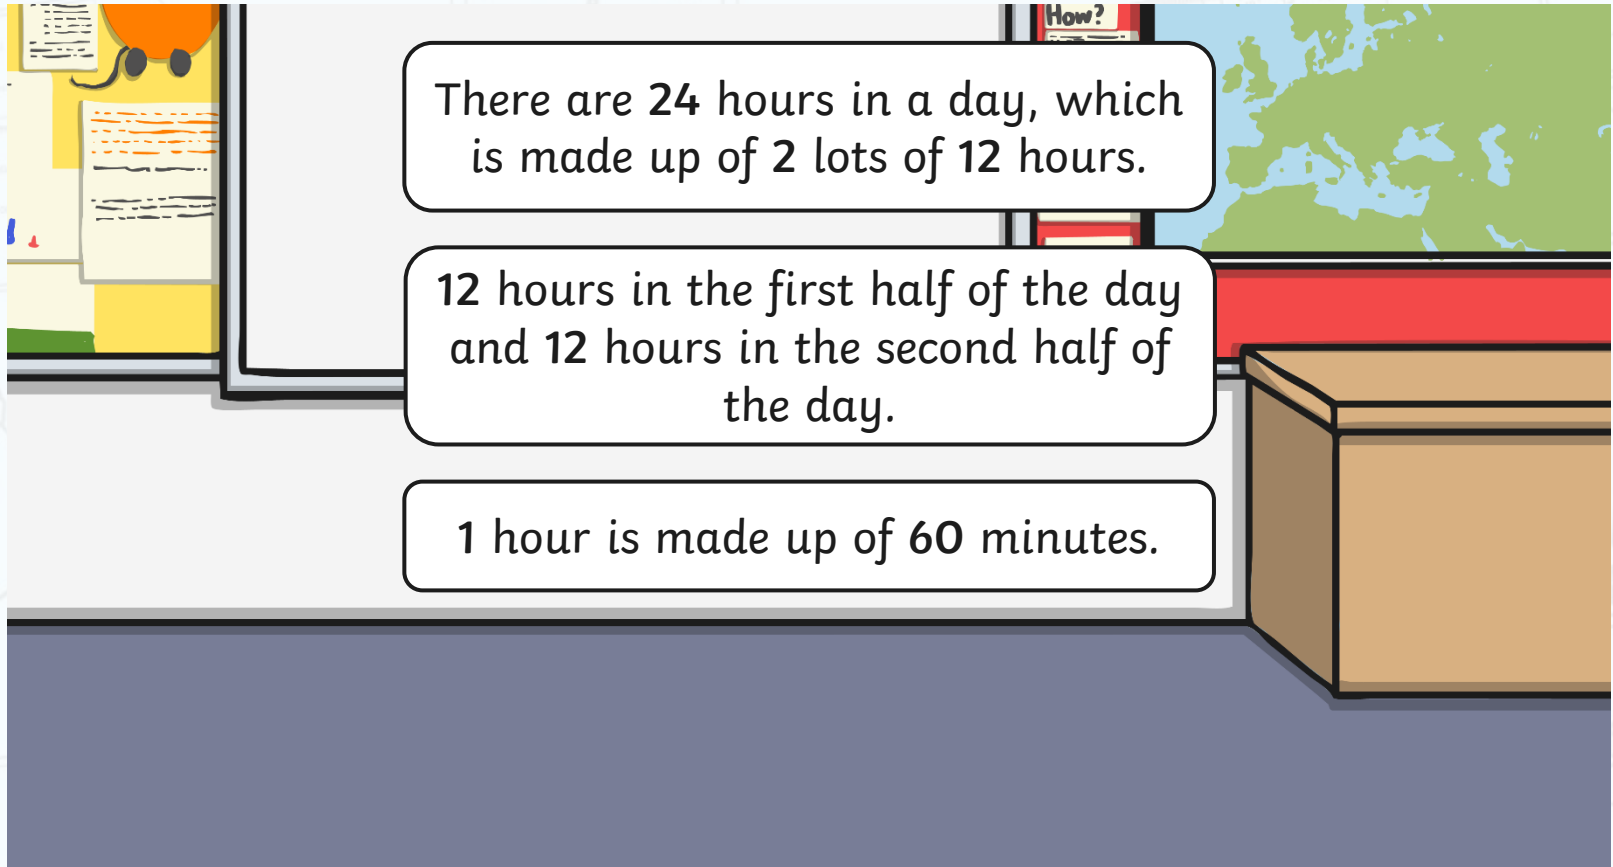 How?
There are 24 hours in a day, which
is made up of 2 lots of 12 hours.
12 hours in the first half of the day
and 12 hours in the second half of
the day.
1 hour is made up of 60 minutes.